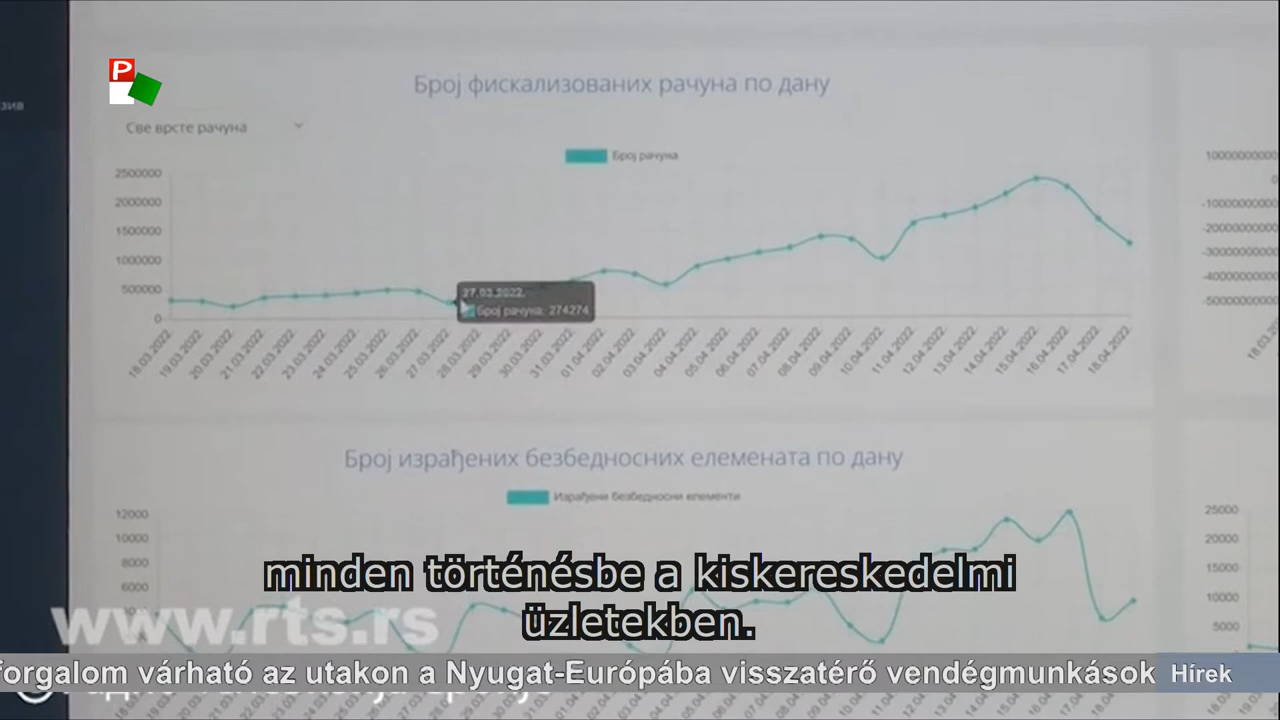 P
зив
Број фискализованих рачуна по дану
Све врсте рачуна
Број рачуна
2500000
2000000
1500000
1000000
500000
0
27.03.2022.
Број рачуна: 274274
18.03.2022. 19.03.2022. 20.03.2022. 21.03.2022. 22.03.2022. 23.03.2022. 24.03.2022. 25.03.2022. 26.03.2022. 27.03.2022. 28.03.2022. 29.03.2022. 30.03.2022. 31.03.2022. 01.04.2022. 02.04.2022. 03.04.2022. 04.04.2022. 05.04.2022. 06.04.2022. 07.04.2022. 08.04.2022. 09.04.2022. 10.04.2022. 11.04.2022. 12.04.2022. 13.04.2022. 14.04.2022. 15.04.2022. 16.04.2022. 17.04.2022. 18.04.2022.
0
18.03
Број израђених безбедносних елемената по дану
Израђени безбедносни елементи
12000
10000
8000
6000
25000
20000
15000
10000
5000
minden történésbe a kiskereskedelmi
üzletekben.
www.rts.rs
forgalom várható az utakon a Nyugat-Európába visszatérő vendégmunkások
Hírek